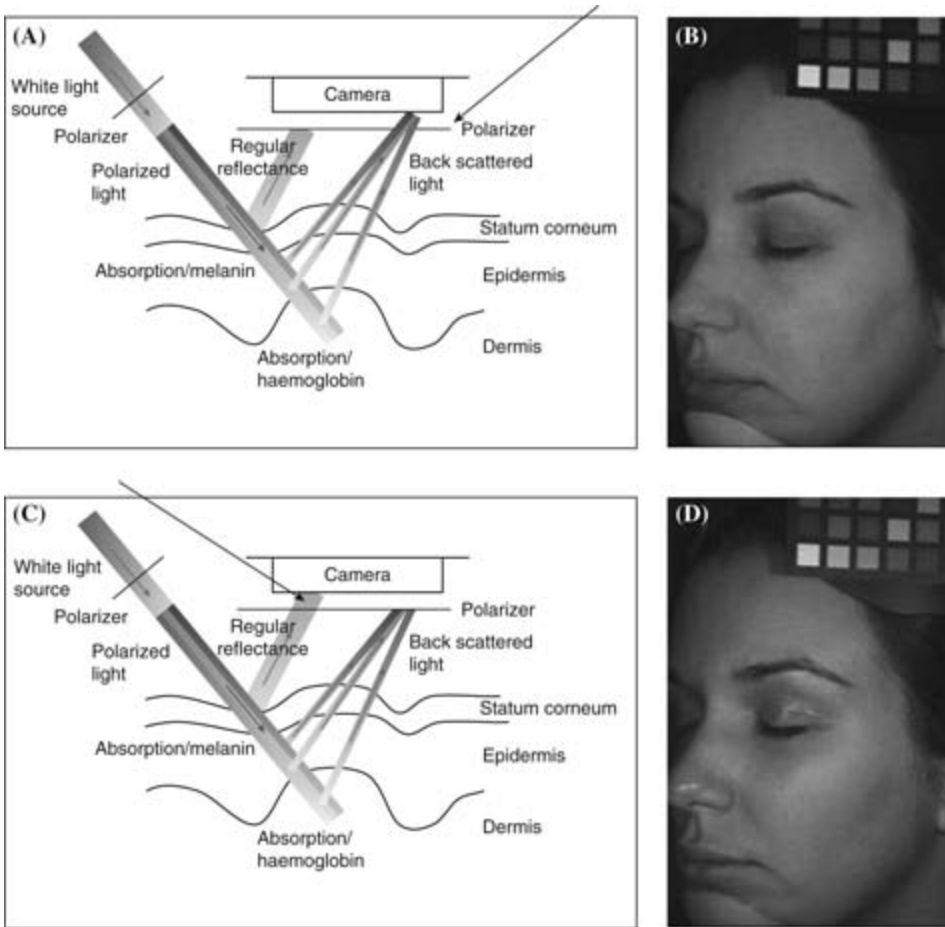 (A)
White light
source
Polarizer
Polarized
light
Camera
Regular
reflectance
Polarizer
Back scattered
light
Statum corneum
Absorption/melanin
Epidermis
Absorption/
haemoglobin
Dermis
(B)
(C)
White light
source
Polarizer
Polarized
light
Camera
Regular
reflectance
Polarizer
Back scattered
light
Statum corneum
Absorption/melanin
Epidermis
Absorption/
haemoglobin
Dermis
(D)